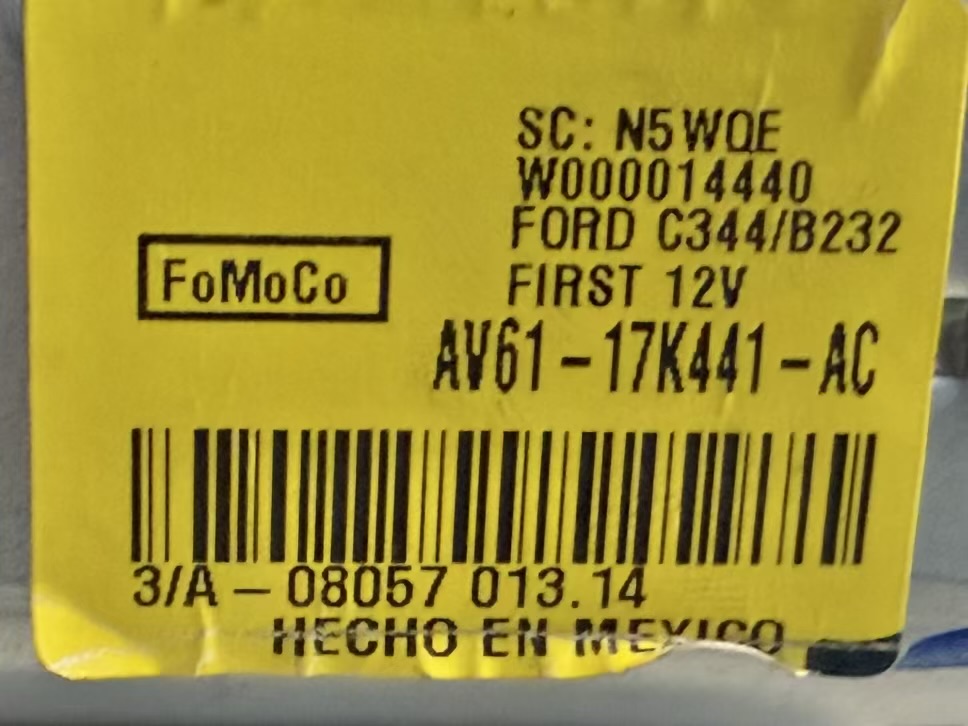 SC: N5WQE
W000014440
FORD C344/B232
FoMoCo
FIRST 12V
AV61-17K441-AC
3/A - 08057 013.14
HECHO EN MEXICO